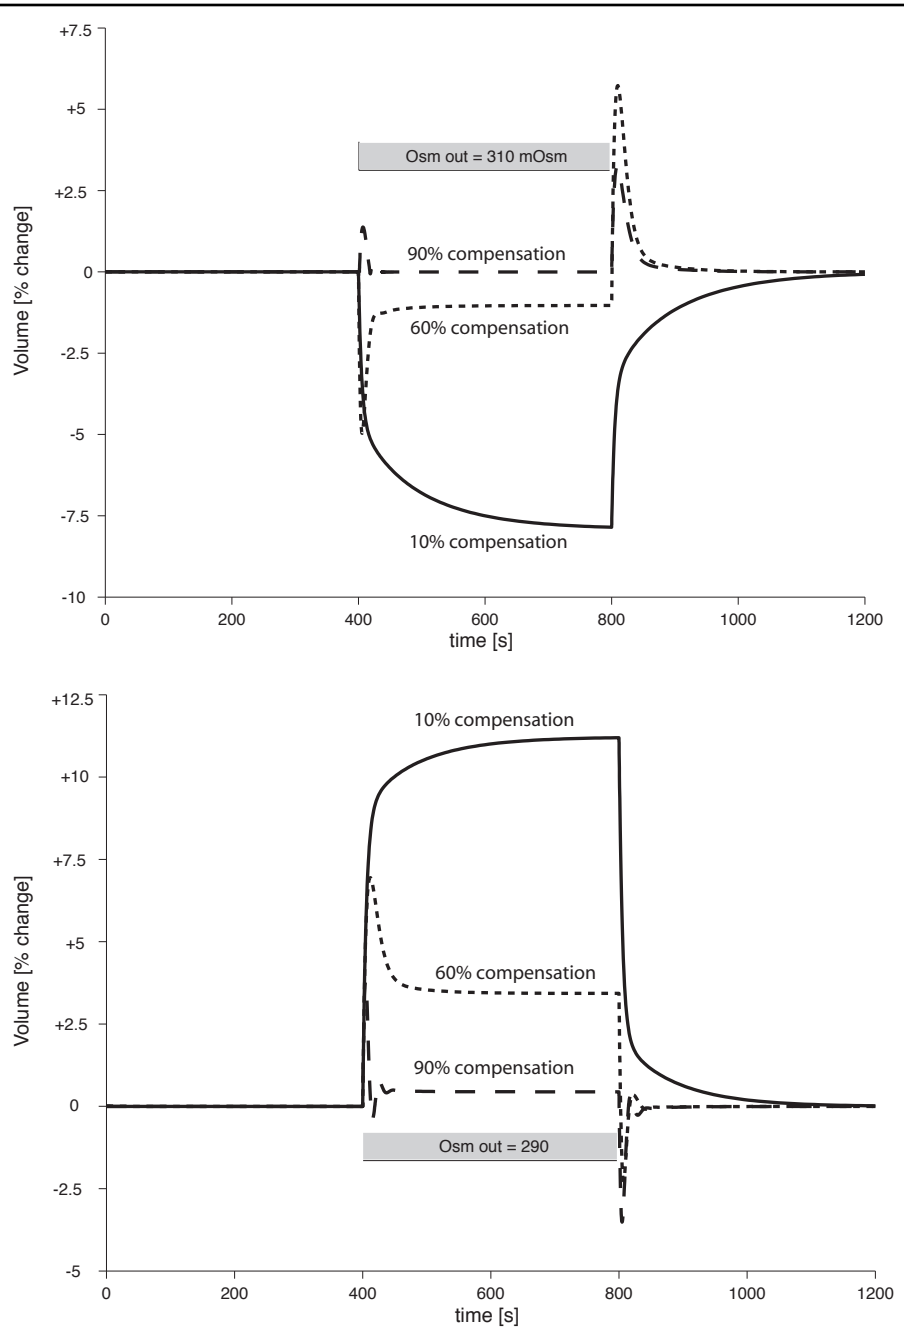 +7.5
+5
Osm out = 310 mOsm
+2.5
90% compensation
0
60% compensation
-2.5
-5
-7.5
10% compensation
-10
0 200 400 600 800 1000 1200
time [s]
Volume [% change]
+12.5
10% compensation
+10
+7.5
+5
60% compensation
+2.5
90% compensation
0
Osm out = 290
-2.5
-5
0 200 400 600 800 1000 1200
time [s]
Volume [% change]